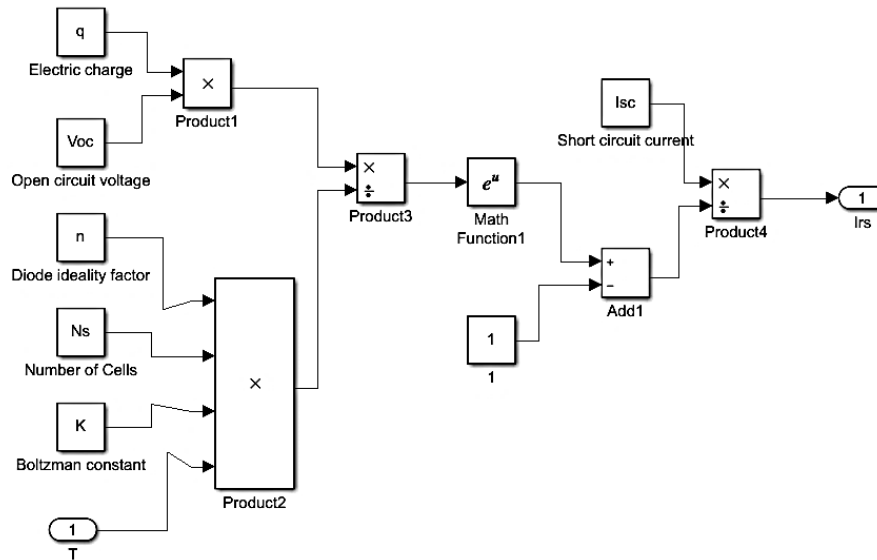 q
Electric charge
×
Product1
Voc
Open circuit voltage
n
Diode ideality factor
Ns
Number of Cells
K
Boltzman constant
1
T
×
Product2
×
÷
Product3
e^u
Math
Function1
1
1
+
−
Add1
Isc
Short circuit current
×
÷
Product4
1
Irs